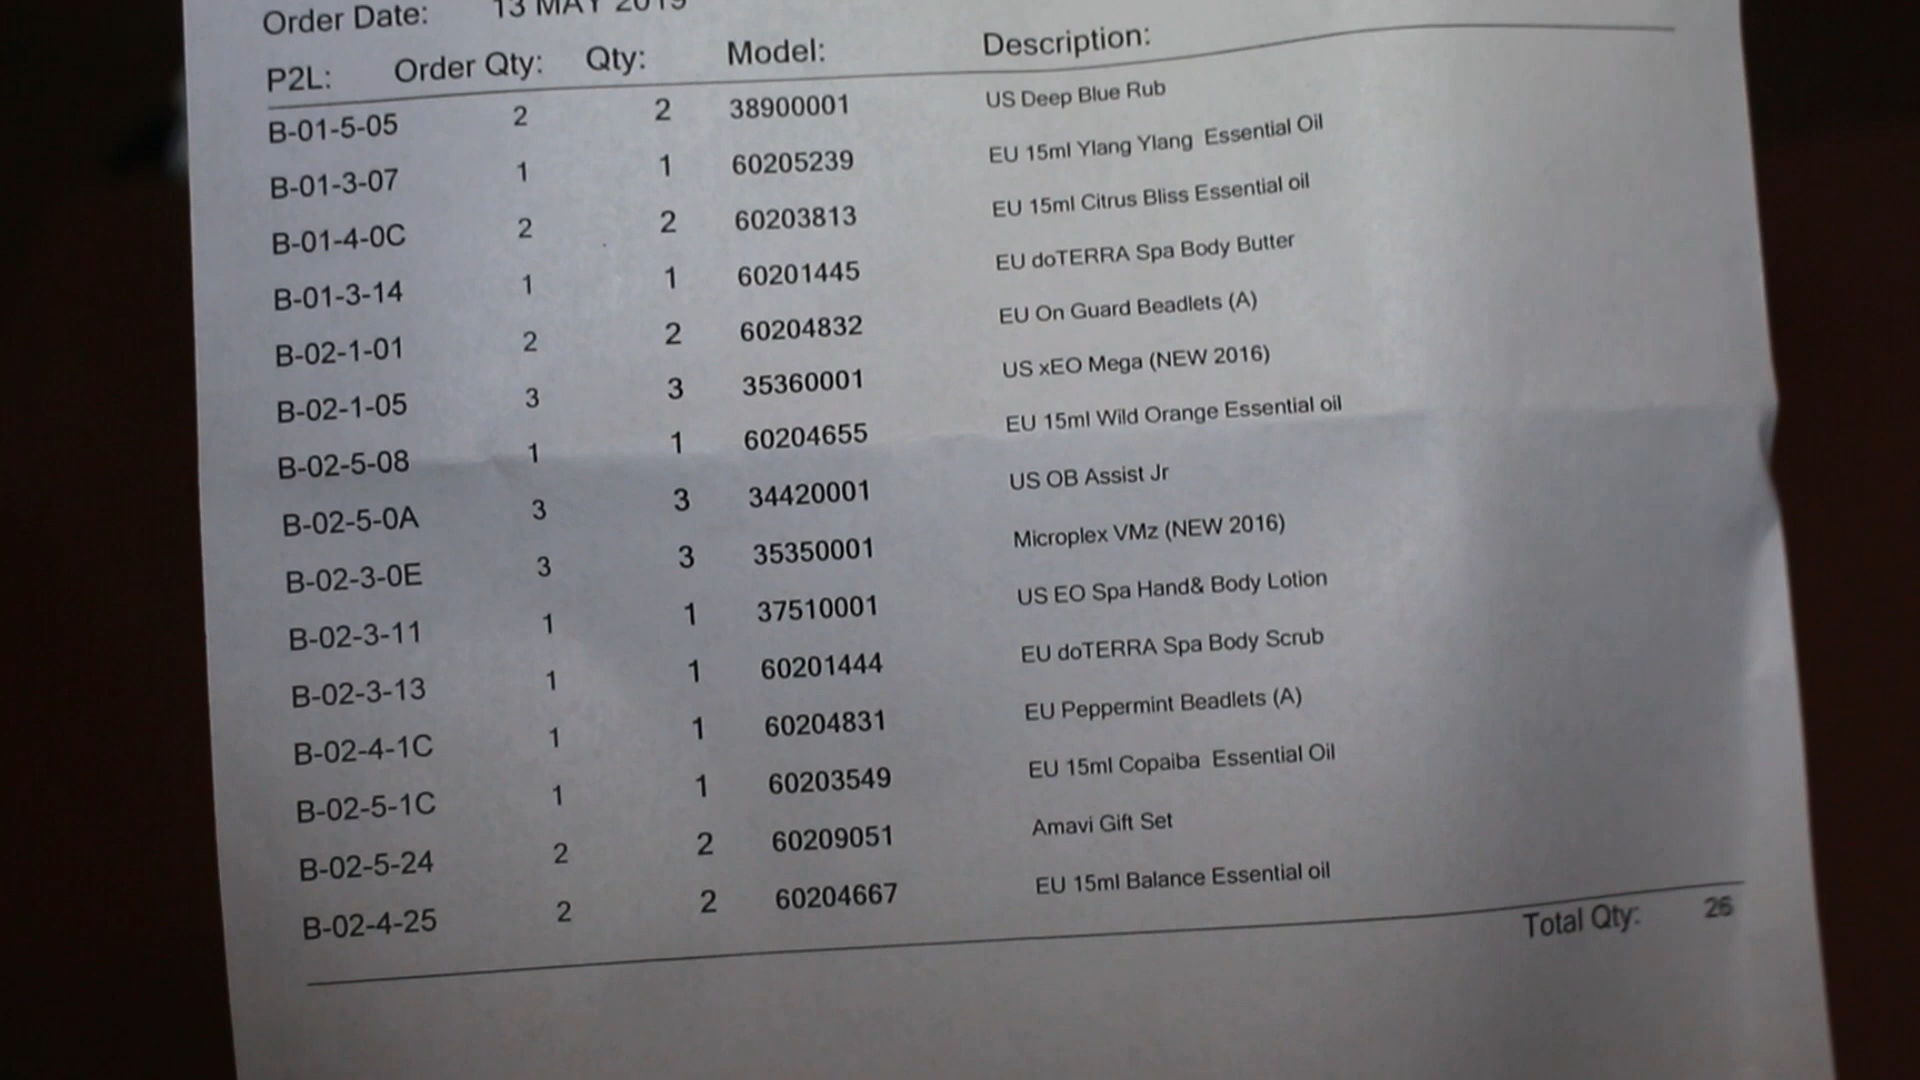 Order Date: 13 MAY 2019
P2L: Order Qty: Qty: Model: Description:
B-01-5-05 2 2 38900001 US Deep Blue Rub
B-01-3-07 1 1 60205239 EU 15ml Ylang Ylang Essential Oil
B-01-4-0C 2 2 60203813 EU 15ml Citrus Bliss Essential oil
B-01-3-14 1 1 60201445 EU doTERRA Spa Body Butter
B-02-1-01 2 2 60204832 EU On Guard Beadlets (A)
B-02-1-05 3 3 35360001 US xEO Mega (NEW 2016)
B-02-5-08 1 1 60204655 EU 15ml Wild Orange Essential oil
B-02-5-0A 3 3 34420001 US OB Assist Jr
B-02-3-0E 3 3 35350001 Microplex VMz (NEW 2016)
B-02-3-11 1 1 37510001 US EO Spa Hand& Body Lotion
B-02-3-13 1 1 60201444 EU doTERRA Spa Body Scrub
B-02-4-1C 1 1 60204831 EU Peppermint Beadlets (A)
B-02-5-1C 1 1 60203549 EU 15ml Copaiba Essential Oil
B-02-5-24 2 2 60209051 Amavi Gift Set
B-02-4-25 2 2 60204667 EU 15ml Balance Essential oil
Total Qty: 26